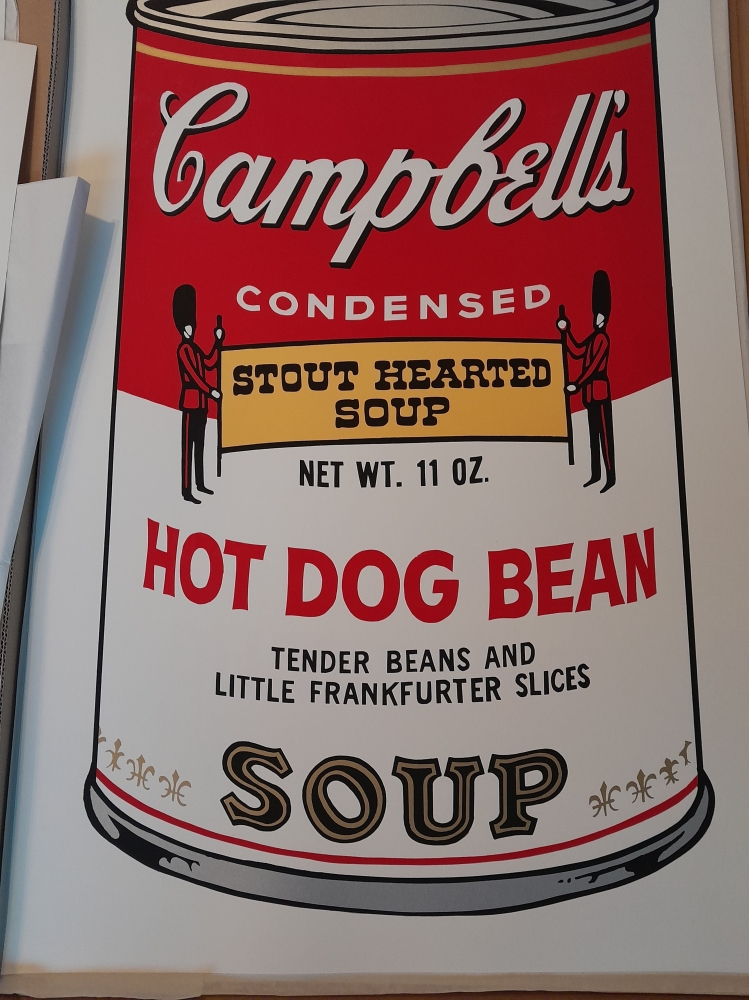 Campbell's
CONDENSED
STOUT HEARTED
SOUP
NET WT. 11 OZ.
HOT DOG BEAN
TENDER BEANS AND
LITTLE FRANKFURTER SLICES
SOUP